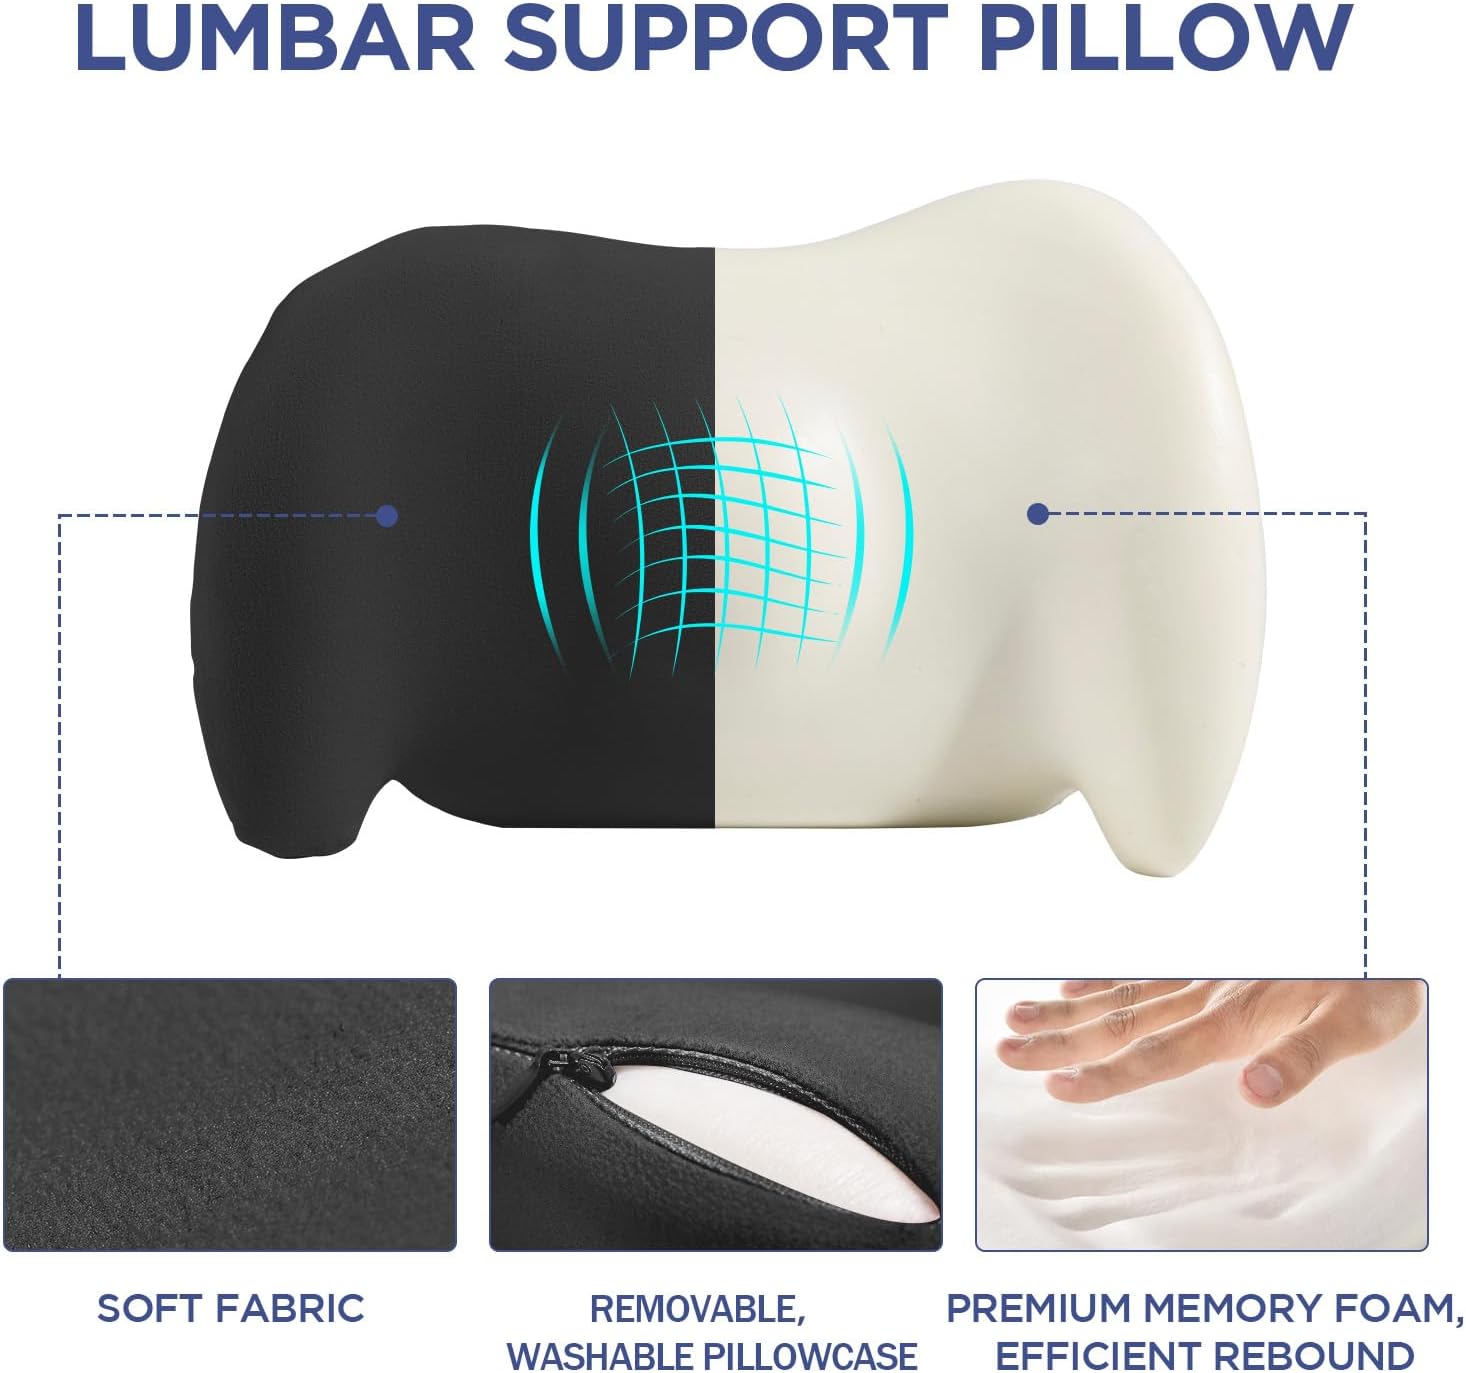 LUMBAR SUPPORT PILLOW
SOFT FABRIC
REMOVABLE,
WASHABLE PILLOWCASE
PREMIUM MEMORY FOAM,
EFFICIENT REBOUND